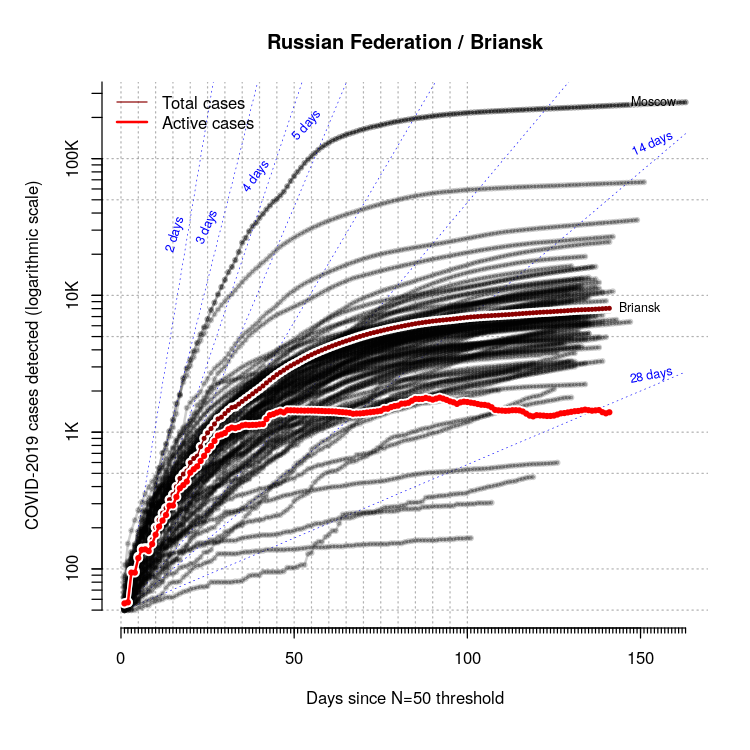 Russian Federation / Briansk
Total cases
Active cases
Moscow
Briansk
2 days
3 days
4 days
5 days
14 days
28 days
COVID-2019 cases detected (logarithmic scale)
100K
10K
1K
100
0
50
100
150
Days since N=50 threshold